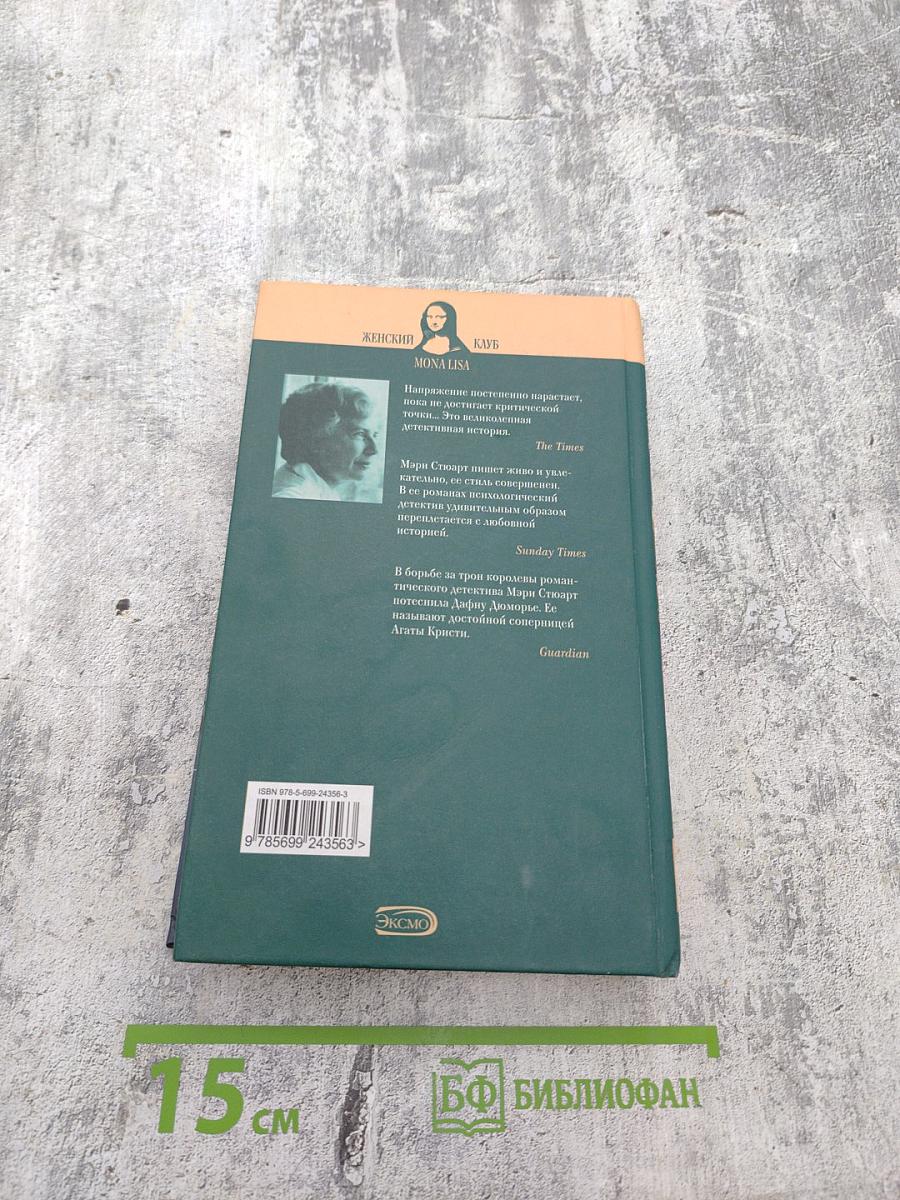 ЖЕНСКИЙ КЛУБ
MONA LISA
Напряжение постепенно нарастает,
пока не достигает критической
точки... Это великолепная
детективная история.
The Times
Мэри Стюарт пишет живо и увле-
кательно, ее стиль совершенен.
В ее романах психологический
детектив удивительным образом
переплетается с любовной
историей.
Sunday Times
В борьбе за трон королевы роман-
тического детектива Мэри Стюарт
потеснила Дафну Дюморье. Ее
называют достойной соперницей
Агаты Кристи.
Guardian
ISBN 978-5-699-24356-3
9 785699 243563>
ЭКСМО
15 см
БФ БИБЛИОФАН